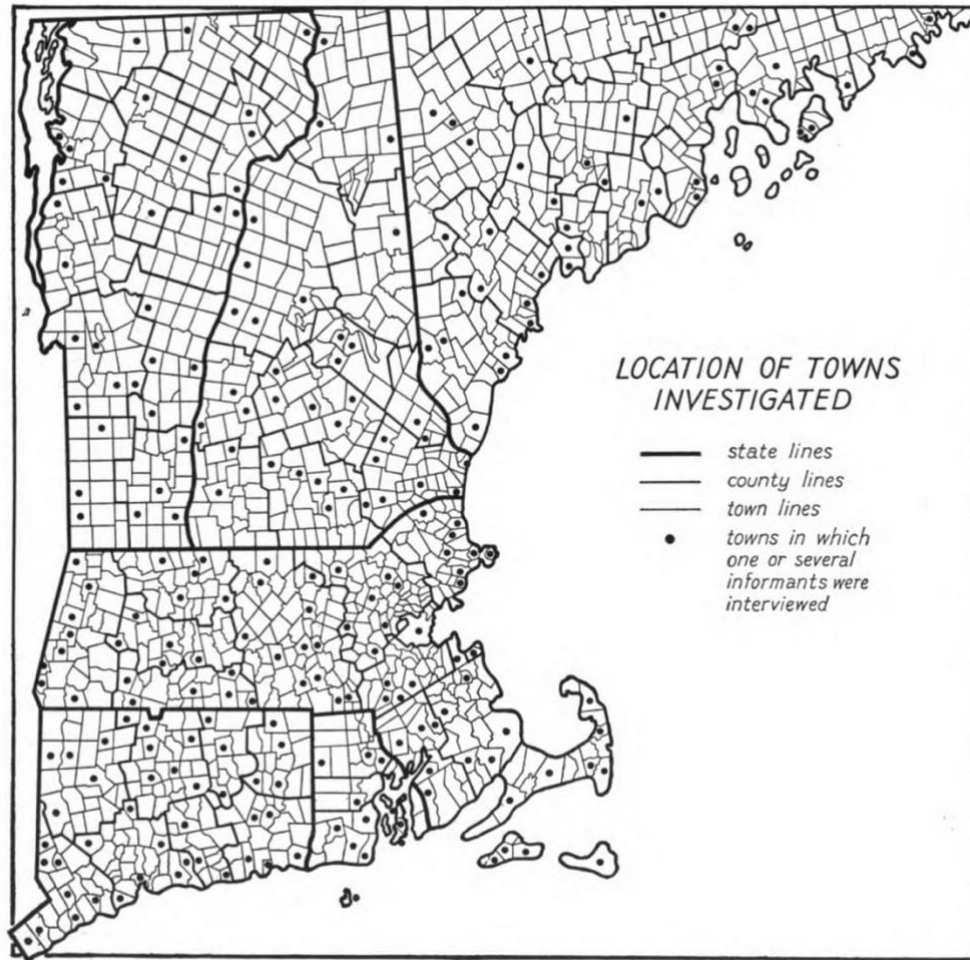 LOCATION OF TOWNS
INVESTIGATED
state lines
county lines
town lines
towns in which
one or several
informants were
interviewed